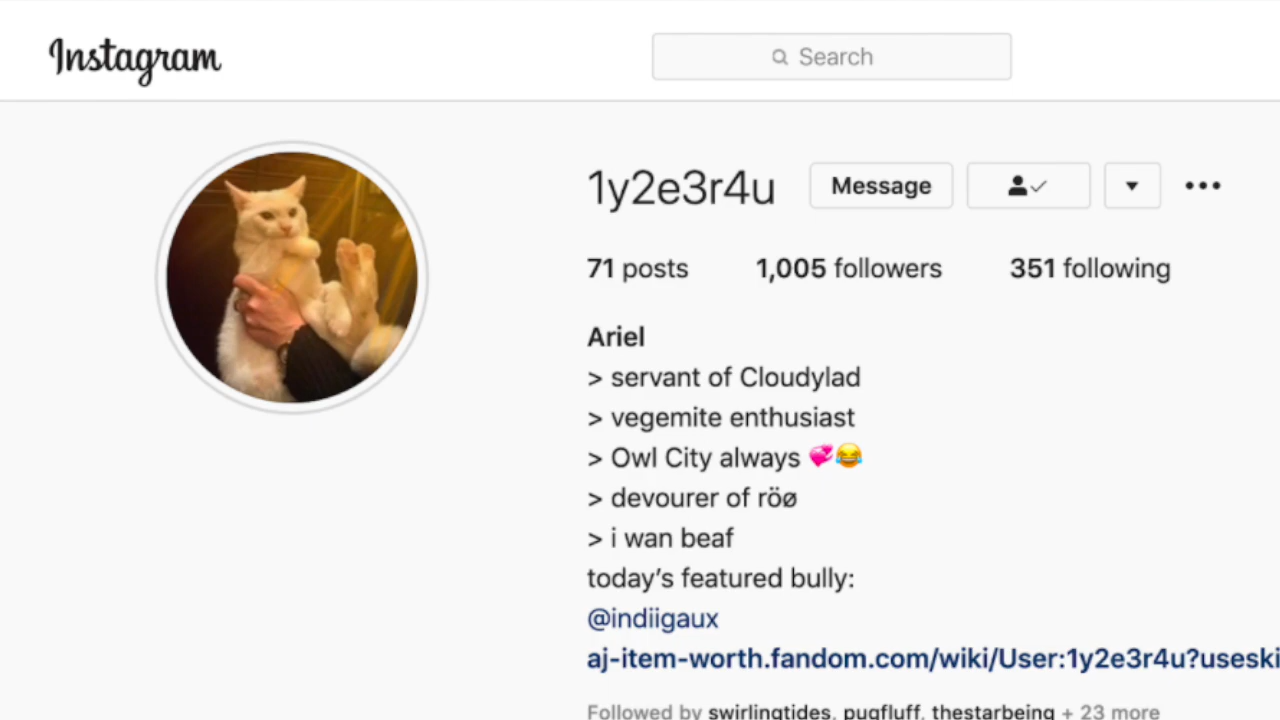 Instagram
Search
1y2e3r4u Message
71 posts 1,005 followers 351 following
Ariel
> servant of Cloudylad
> vegemite enthusiast
> Owl City always 💞😂
> devourer of röø
> i wan beaf
today’s featured bully:
@indiigaux
aj-item-worth.fandom.com/wiki/User:1y2e3r4u?useski
Followed by swirlingtides, pugfluff, thestarbeing + 23 more